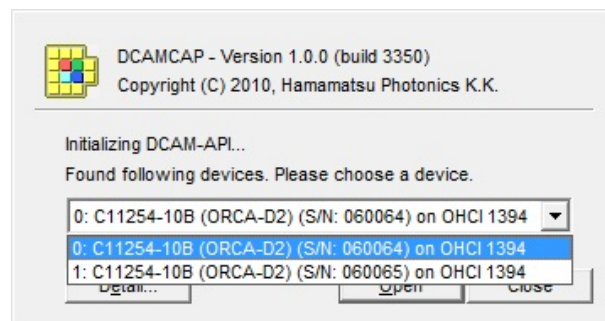 DCAMCAP - Version 1.0.0 (build 3350)
Copyright (C) 2010, Hamamatsu Photonics K.K.
Initializing DCAM-API...
Found following devices. Please choose a device.
0: C11254-10B (ORCA-D2) (S/N: 060064) on OHCI 1394
0: C11254-10B (ORCA-D2) (S/N: 060064) on OHCI 1394
1: C11254-10B (ORCA-D2) (S/N: 060065) on OHCI 1394
Detail... Open Close